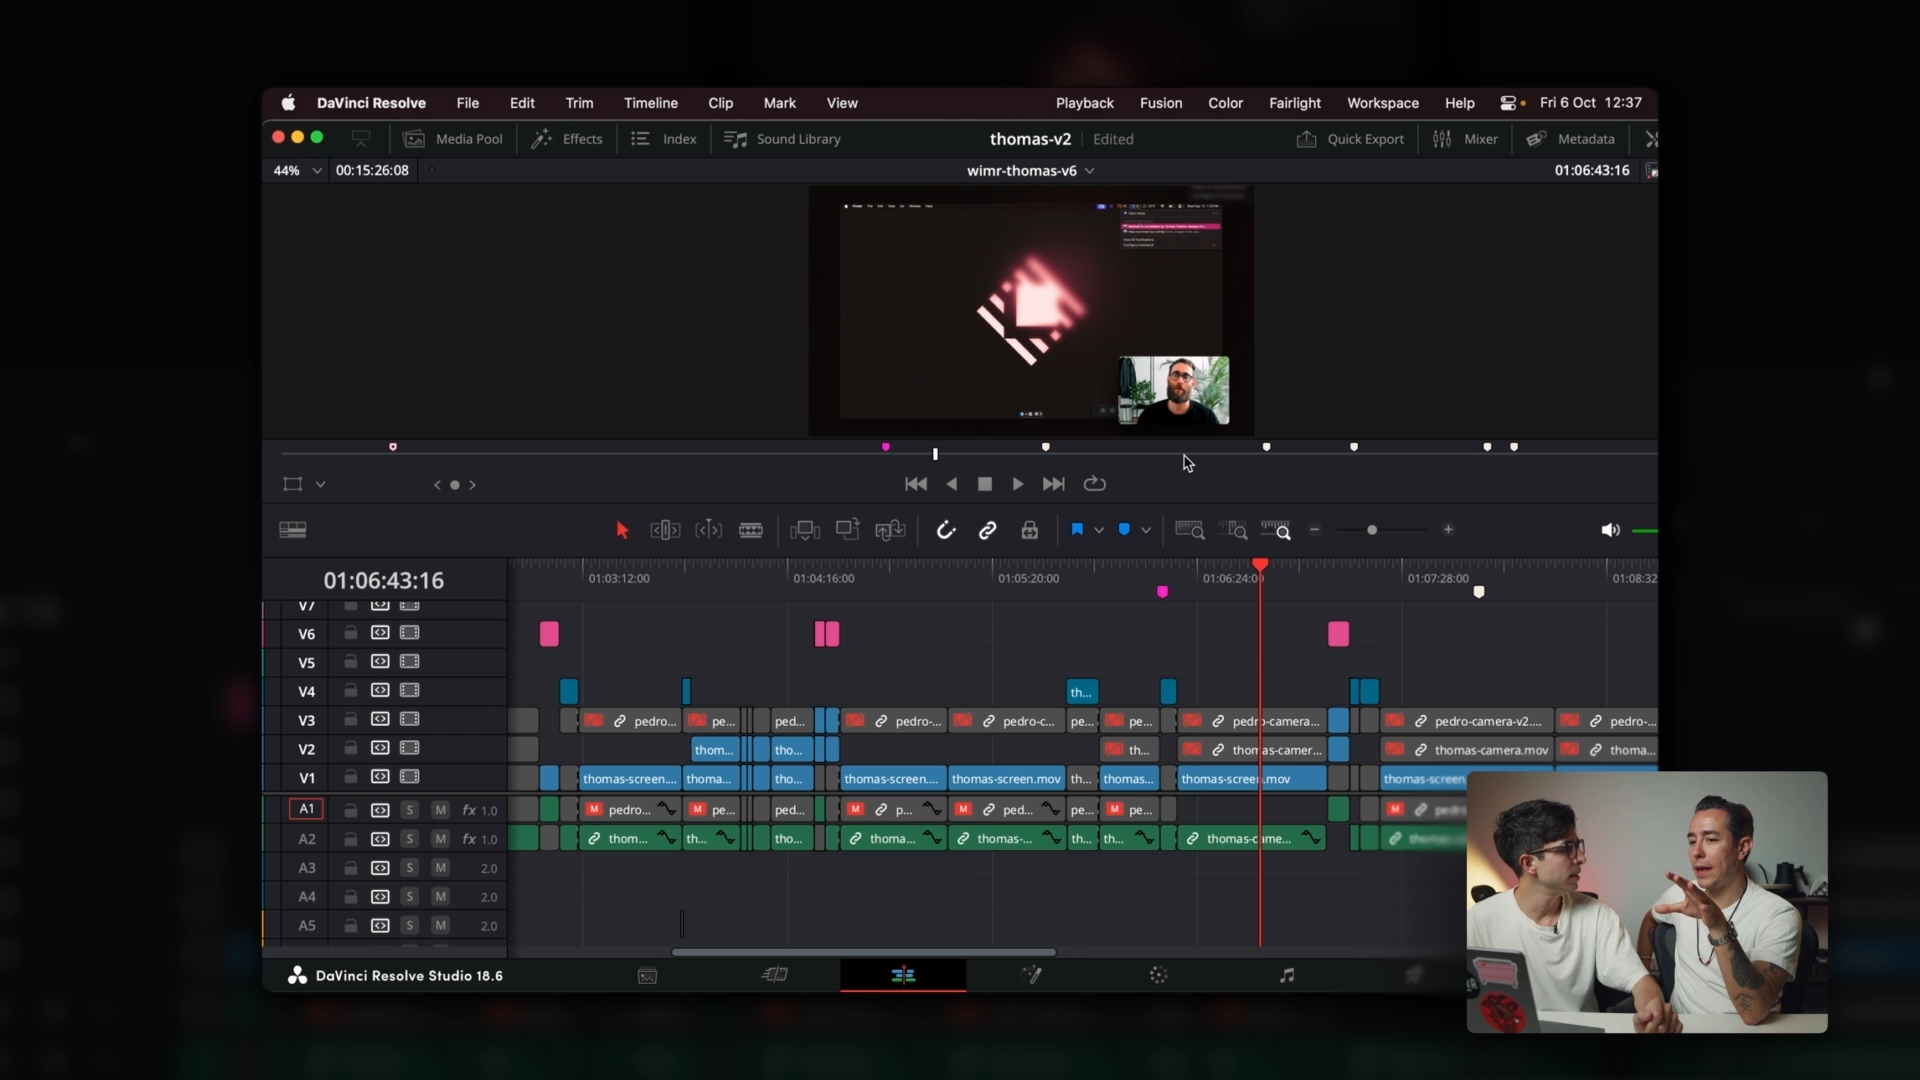 DaVinci Resolve File Edit Trim Timeline Clip Mark View Playback Fusion Color Fairlight Workspace Help Fri 6 Oct 12:37
Media Pool Effects Index Sound Library thomas-v2 Edited Quick Export Mixer Metadata
44% 00:15:26:08 wimr-thomas-v6 01:06:43:16
01:06:43:16 01:03:12:00 01:04:16:00 01:05:20:00 01:06:24:00 01:07:28:00 01:08:32
V7
V6
V5
V4 th...
V3 pedro... pe... ped... pedro-... pedro-c... pe... pe... pedro-camera... pedro-camera-v2.... pedro-...
V2 thom... tho... th... thomas-camer... thomas-camera.mov thoma...
V1 thomas-screen.... thoma... tho... thomas-screen.... thomas-screen.mov th... thomas... thomas-screen.mov thomas-screen
A1 S M fx 1.0 M pedro... M pe... ped... M p... M ped... pe... M pe... M
A2 S M fx 1.0 thom... th... tho... thoma... thomas-... th... th... thomas-came...
A3 S M 2.0
A4 S M 2.0
A5 S M 2.0
DaVinci Resolve Studio 18.6